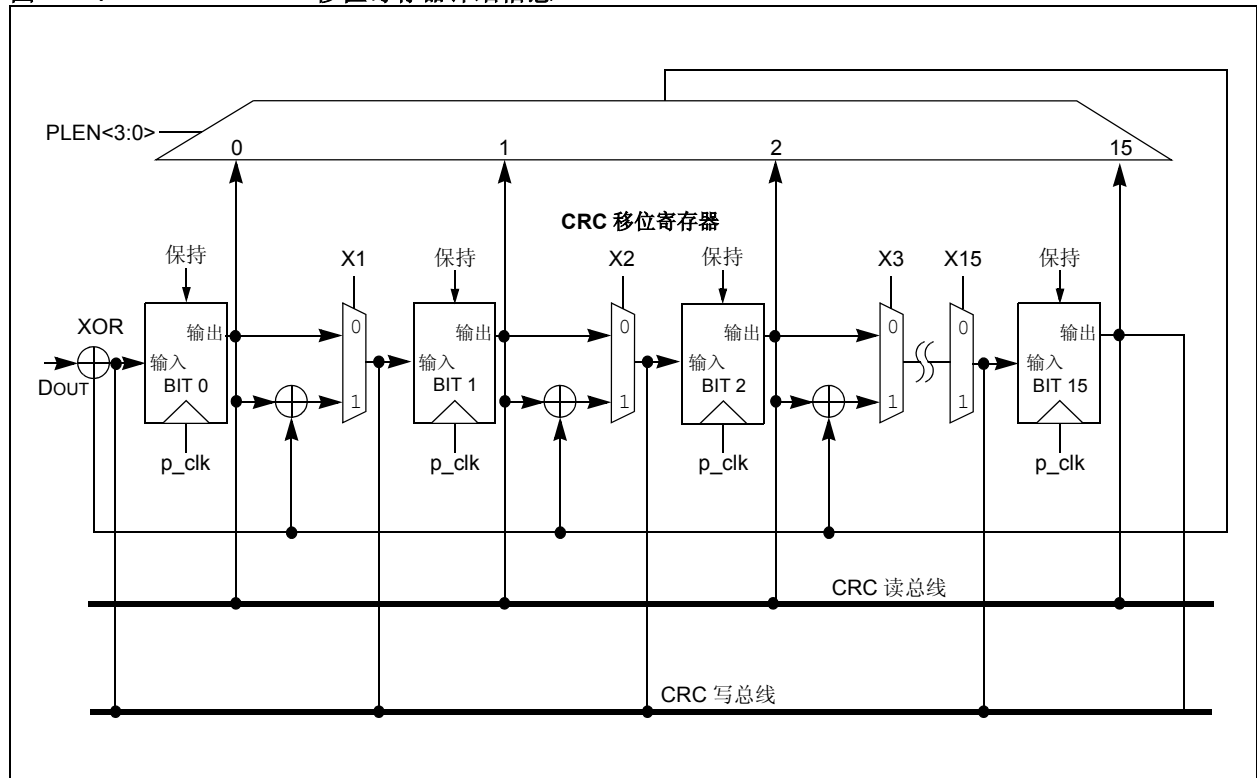 PLEN<3:0>
0
1
2
15
CRC 移位寄存器
保持
X1
保持
X2
保持
X3
X15
保持
XOR
DOUT
输出
输入
BIT 0
p_clk
0
1
输出
输入
BIT 1
p_clk
0
1
输出
输入
BIT 2
p_clk
0
1
0
1
输出
输入
BIT 15
p_clk
CRC 读总线
CRC 写总线